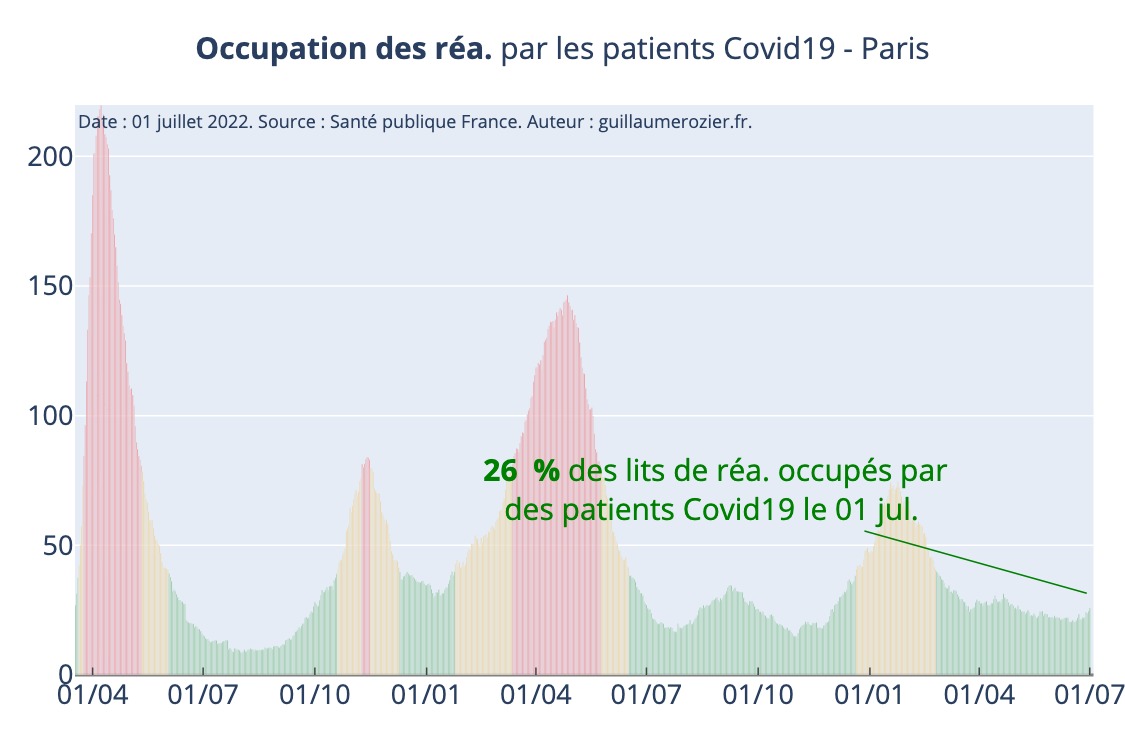 Occupation des réa. par les patients Covid19 - Paris
Date : 01 juillet 2022. Source : Santé publique France. Auteur : guillaumerozier.fr.
200
150
100
50
0
26 % des lits de réa. occupés par
des patients Covid19 le 01 jul.
01/04 01/07 01/10 01/01 01/04 01/07 01/10 01/01 01/04 01/07